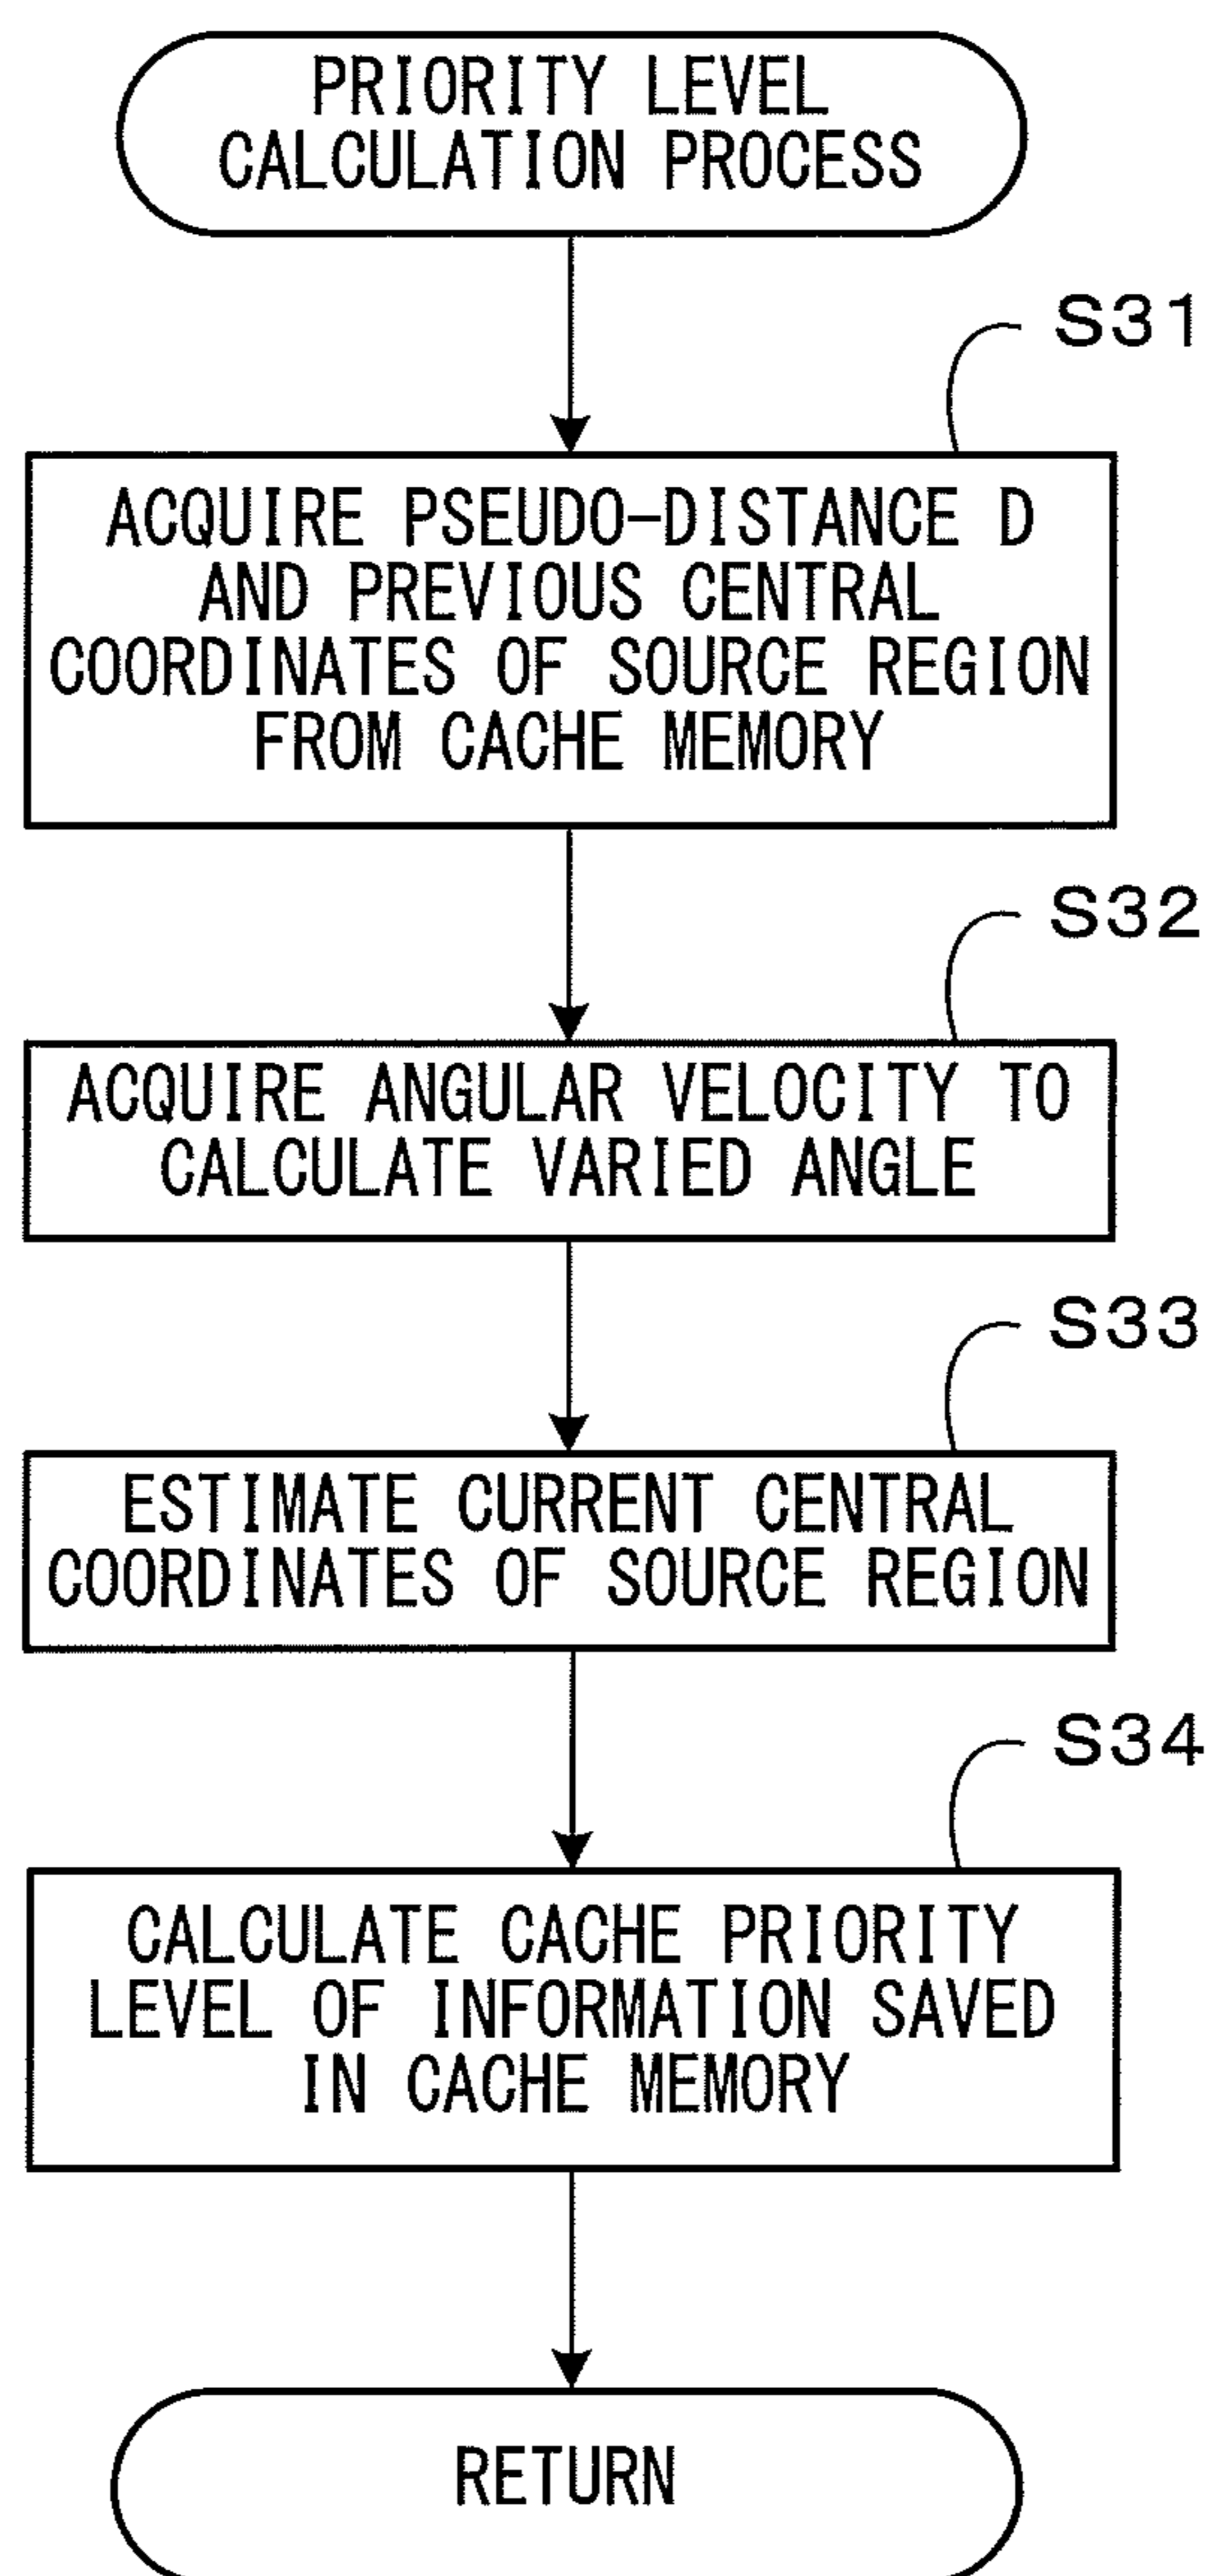 PRIORITY LEVEL
CALCULATION PROCESS
S31
ACQUIRE PSEUDO-DISTANCE D
AND PREVIOUS CENTRAL
COORDINATES OF SOURCE REGION
FROM CACHE MEMORY
S32
ACQUIRE ANGULAR VELOCITY TO
CALCULATE VARIED ANGLE
S33
ESTIMATE CURRENT CENTRAL
COORDINATES OF SOURCE REGION
S34
CALCULATE CACHE PRIORITY
LEVEL OF INFORMATION SAVED
IN CACHE MEMORY
RETURN